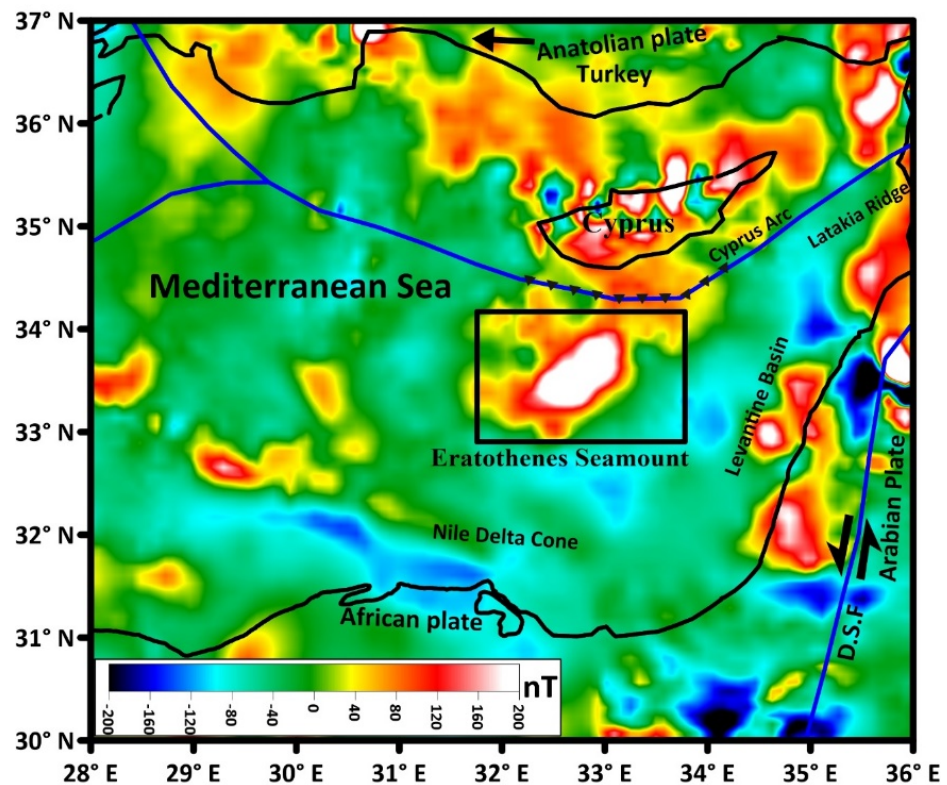 37° N
Anatolian plate
Turkey
36° N
35° N
Cyprus
Cyprus Arc
Latakia Ridge
Mediterranean Sea
34° N
33° N
Levantine Basin
Eratothenes Seamount
32° N
Nile Delta Cone
Arabian Plate
31° N
African plate
D.S.F
nT
-200 -160 -120 -80 -40 0 40 80 120 160 200
30° N
28° E 29° E 30° E 31° E 32° E 33° E 34° E 35° E 36° E